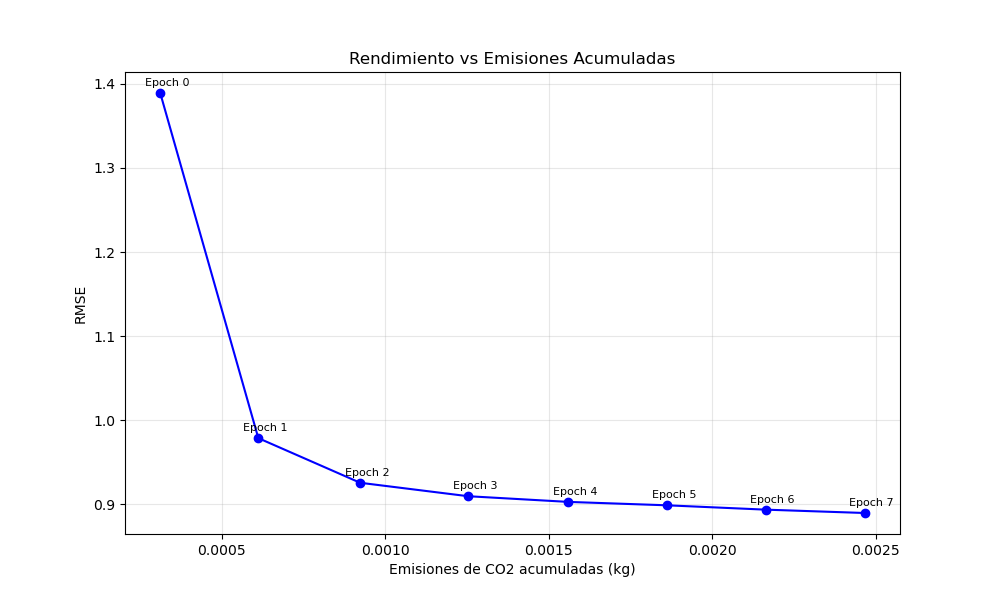 Rendimiento vs Emisiones Acumuladas
1.4
1.3
1.2
1.1
1.0
0.9
RMSE
Epoch 0
Epoch 1
Epoch 2
Epoch 3
Epoch 4
Epoch 5
Epoch 6
Epoch 7
0.0005
0.0010
0.0015
0.0020
0.0025
Emisiones de CO2 acumuladas (kg)